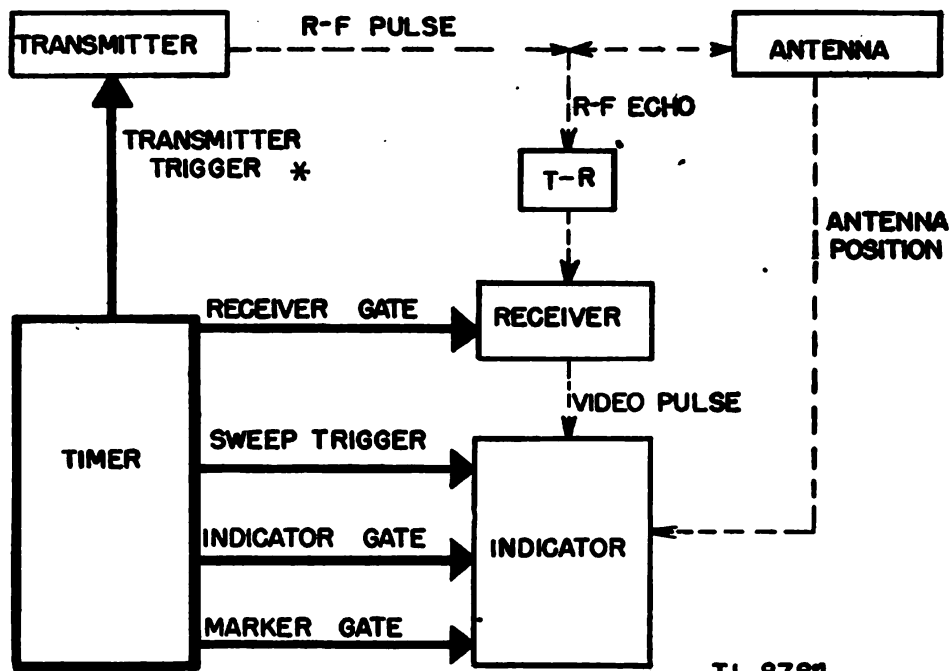 R-F PULSE
TRANSMITTER
ANTENNA
R-F ECHO
TRANSMITTER
TRIGGER *
T-R
ANTENNA
POSITION
RECEIVER GATE
RECEIVER
VIDEO PULSE
SWEEP TRIGGER
TIMER
INDICATOR GATE
INDICATOR
MARKER GATE